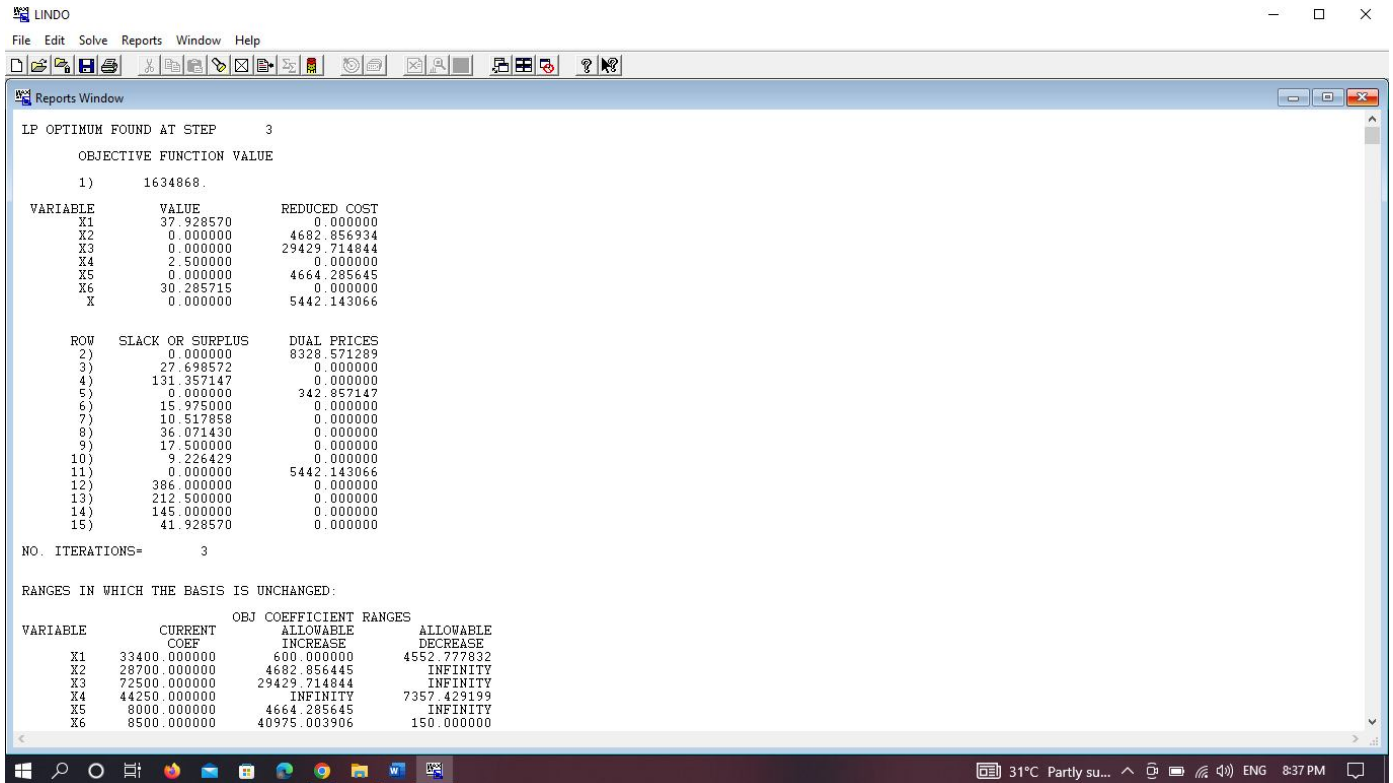 LINDO
File Edit Solve Reports Window Help
Reports Window
LP OPTIMUM FOUND AT STEP 3
OBJECTIVE FUNCTION VALUE
1) 1634868.
VARIABLE VALUE REDUCED COST
X1 37.928570 0.000000
X2 0.000000 4682.856934
X3 0.000000 29429.714844
X4 2.500000 0.000000
X5 0.000000 4664.285645
X6 30.285715 0.000000
X 0.000000 5442.143066
ROW SLACK OR SURPLUS DUAL PRICES
2) 0.000000 8328.571289
3) 27.698572 0.000000
4) 131.357147 0.000000
5) 0.000000 342.857147
6) 15.975000 0.000000
7) 10.517858 0.000000
8) 36.071430 0.000000
9) 17.500000 0.000000
10) 9.226429 0.000000
11) 0.000000 5442.143066
12) 386.000000 0.000000
13) 212.500000 0.000000
14) 145.000000 0.000000
15) 41.928570 0.000000
NO. ITERATIONS= 3
RANGES IN WHICH THE BASIS IS UNCHANGED:
OBJ COEFFICIENT RANGES
VARIABLE CURRENT ALLOWABLE ALLOWABLE
COEF INCREASE DECREASE
X1 33400.000000 600.000000 4552.777832
X2 28700.000000 4682.856445 INFINITY
X3 72500.000000 29429.714844 INFINITY
X4 44250.000000 INFINITY 7357.429199
X5 8000.000000 4664.285645 INFINITY
X6 8500.000000 40975.003906 150.000000
31°C Partly su... ENG 8:37 PM